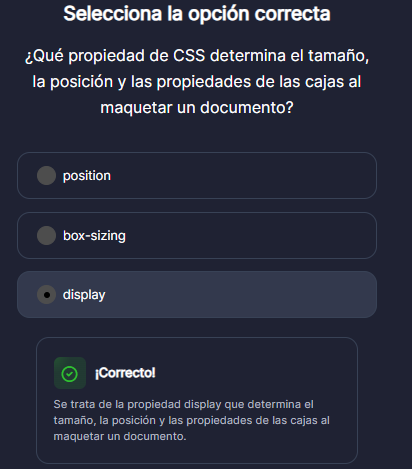 Selecciona la opción correcta
¿Qué propiedad de CSS determina el tamaño,
la posición y las propiedades de las cajas al
maquetar un documento?
position
box-sizing
display
¡Correcto!
Se trata de la propiedad display que determina el
tamaño, la posición y las propiedades de las cajas al
maquetar un documento.